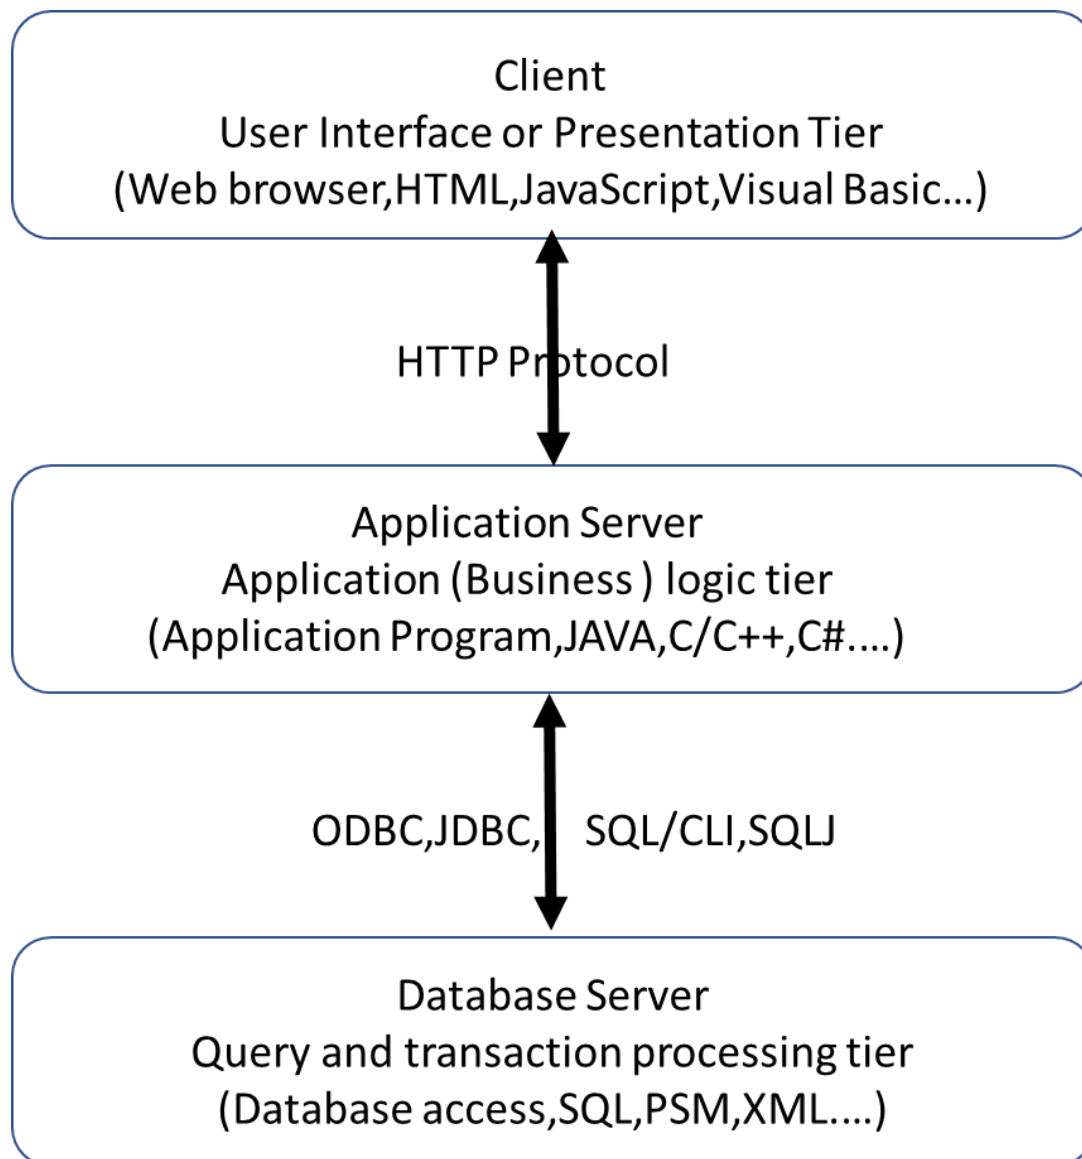 Client
User Interface or Presentation Tier
(Web browser,HTML,JavaScript,Visual Basic...)
HTTP Protocol
Application Server
Application (Business ) logic tier
(Application Program,JAVA,C/C++,C#....)
ODBC,JDBC, SQL/CLI,SQLJ
Database Server
Query and transaction processing tier
(Database access,SQL,PSM,XML....)